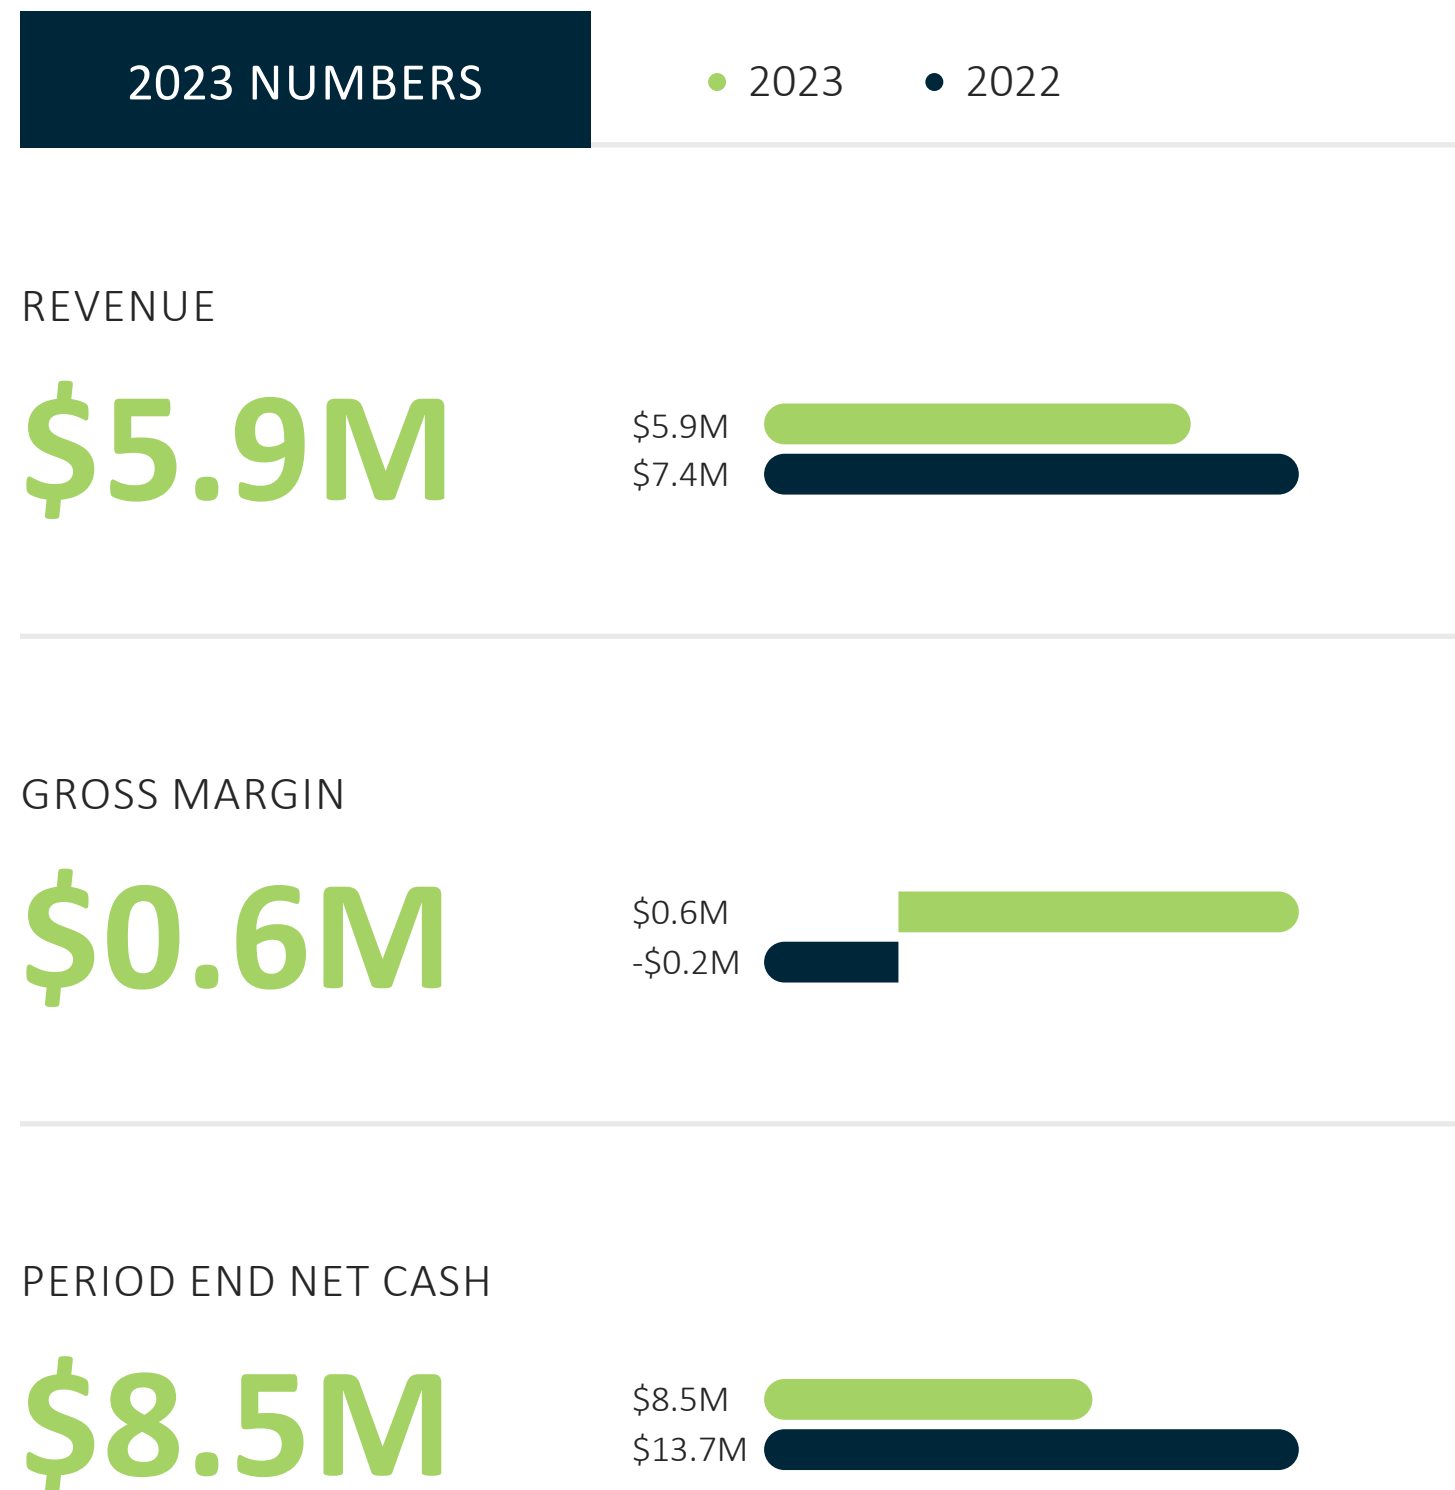 2023 NUMBERS
2023
2022
REVENUE
$5.9M
$5.9M
$7.4M
GROSS MARGIN
$0.6M
$0.6M
-$0.2M
PERIOD END NET CASH
$8.5M
$8.5M
$13.7M